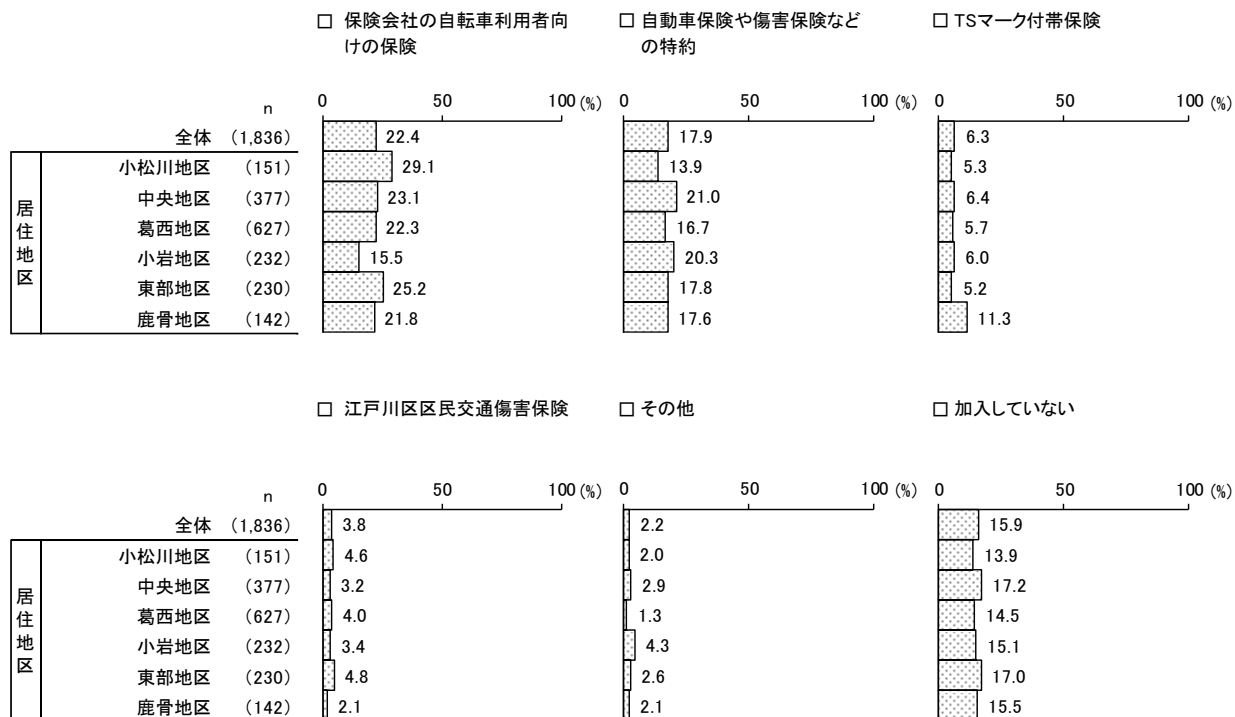 □ 保険会社の自転車利用者向けの保険
□ 自動車保険や傷害保険などの特約
□ TSマーク付帯保険
n 0 50 100 (%) 0 50 100 (%) 0 50 100 (%)
全体 (1,836) 22.4 17.9 6.3
居住地区
小松川地区 (151) 29.1 13.9 5.3
中央地区 (377) 23.1 21.0 6.4
葛西地区 (627) 22.3 16.7 5.7
小岩地区 (232) 15.5 20.3 6.0
東部地区 (230) 25.2 17.8 5.2
鹿骨地区 (142) 21.8 17.6 11.3
□ 江戸川区区民交通傷害保険
□ その他
□ 加入していない
n 0 50 100 (%) 0 50 100 (%) 0 50 100 (%)
全体 (1,836) 3.8 2.2 15.9
居住地区
小松川地区 (151) 4.6 2.0 13.9
中央地区 (377) 3.2 2.9 17.2
葛西地区 (627) 4.0 1.3 14.5
小岩地区 (232) 3.4 4.3 15.1
東部地区 (230) 4.8 2.6 17.0
鹿骨地区 (142) 2.1 2.1 15.5